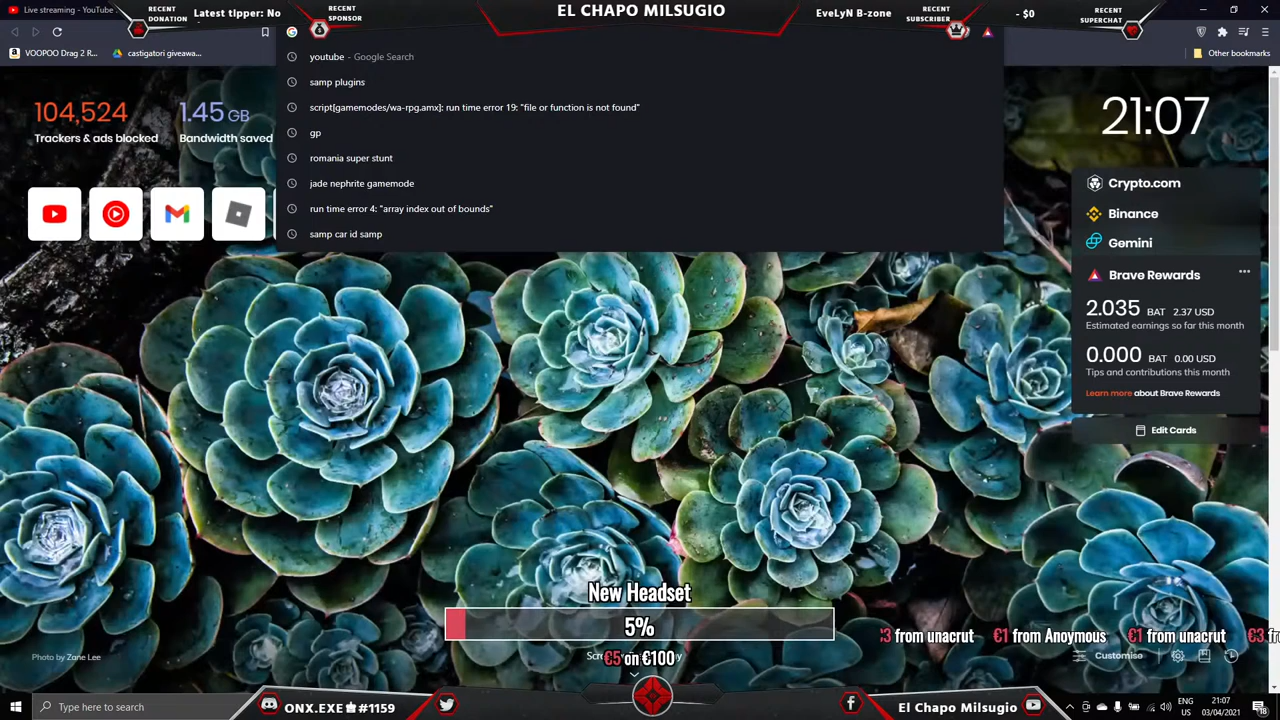 Live streaming - YouTube
RECENT DONATION
Latest tipper: No
RECENT SPONSOR
EL CHAPO MILSUGIO
EveLyN B-zone
RECENT SUBSCRIBER
- $0
RECENT SUPERCHAT
VOOPOO Drag 2 R...
castigatori giveawa...
Other bookmarks
youtube - Google Search
samp plugins
script[gamemodes/wa-rpg.amx]: run time error 19: "file or function is not found"
gp
romania super stunt
jade nephrite gamemode
run time error 4: "array index out of bounds"
samp car id samp
104,524
Trackers & ads blocked
1.45 GB
Bandwidth saved
21:07
Crypto.com
Binance
Gemini
Brave Rewards
2.035 BAT 2.37 USD
Estimated earnings so far this month
0.000 BAT 0.00 USD
Tips and contributions this month
Learn more about Brave Rewards
Edit Cards
New Headset
5%
€5 on €100
€3 from unacrut €1 from Anoymous €1 from unacrut €3
Photo by Zane Lee
Customise
Type here to search
ONX.EXE #1159
El Chapo Milsugio
ENG
US
21:07
03/04/2021
18